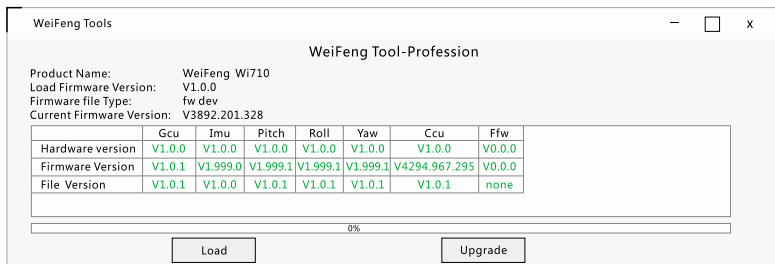 WeiFeng Tools
WeiFeng Tool-Profession
Product Name: WeiFeng Wi710
Load Firmware Version: V1.0.0
Firmware file Type: fw dev
Current Firmware Version: V3892.201.328
Gcu Imu Pitch Roll Yaw Ccu Ffw
Hardware version V1.0.0 V1.0.0 V1.0.0 V1.0.0 V1.0.0 V1.0.0 V0.0.0
Firmware Version V1.0.1 V1.999.0 V1.999.1 V1.999.1 V1.999.1 V4294.967.295 V0.0.0
File Version V1.0.1 V1.0.0 V1.0.1 V1.0.1 V1.0.1 V1.0.1 none
0%
Load Upgrade